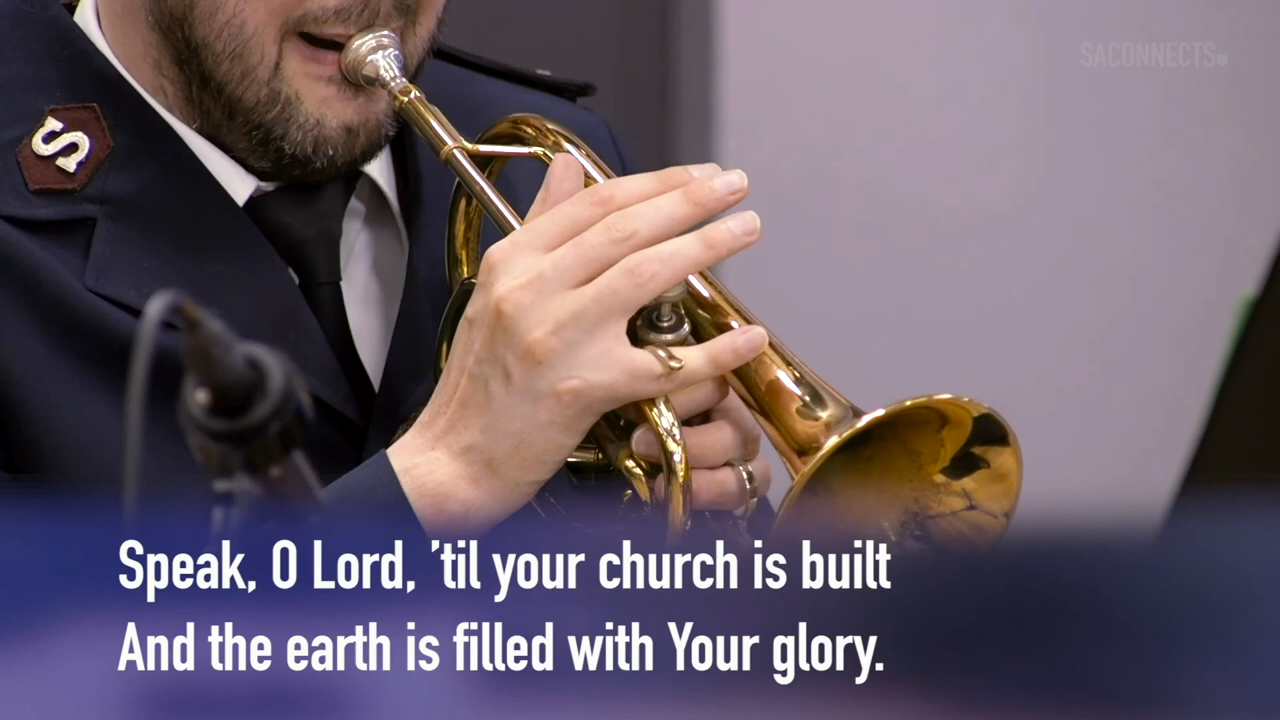 SACONNECTS
S
Speak, O Lord, 'til your church is built
And the earth is filled with Your glory.